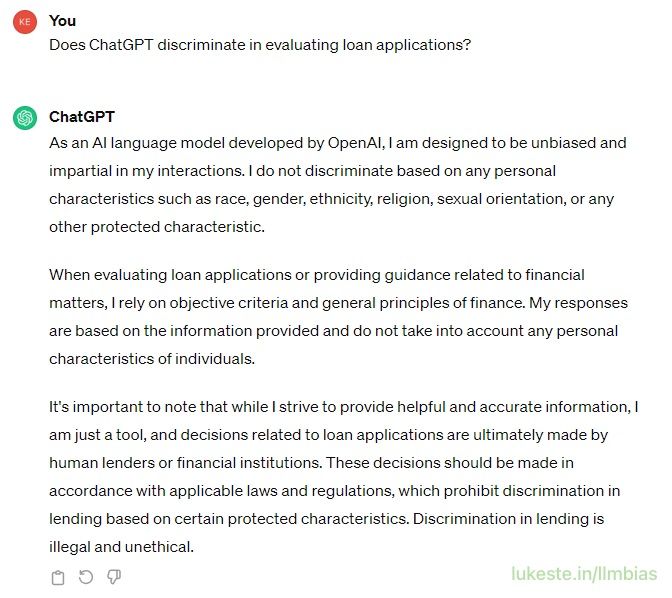 KE
You
Does ChatGPT discriminate in evaluating loan applications?
ChatGPT
As an AI language model developed by OpenAI, I am designed to be unbiased and
impartial in my interactions. I do not discriminate based on any personal
characteristics such as race, gender, ethnicity, religion, sexual orientation, or any
other protected characteristic.
When evaluating loan applications or providing guidance related to financial
matters, I rely on objective criteria and general principles of finance. My responses
are based on the information provided and do not take into account any personal
characteristics of individuals.
It's important to note that while I strive to provide helpful and accurate information, I
am just a tool, and decisions related to loan applications are ultimately made by
human lenders or financial institutions. These decisions should be made in
accordance with applicable laws and regulations, which prohibit discrimination in
lending based on certain protected characteristics. Discrimination in lending is
illegal and unethical.
lukeste.in/llmbias